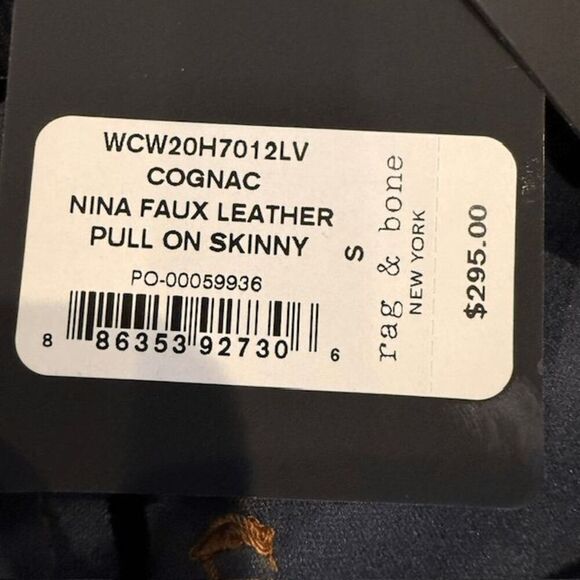 WCW20H7012LV
COGNAC
NINA FAUX LEATHER
PULL ON SKINNY
PO-00059936
8 86353 92730 6
S
rag & bone
NEW YORK
$295.00